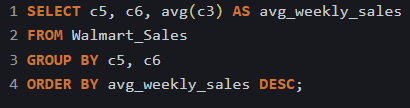 1 SELECT c5, c6, avg(c3) AS avg_weekly_sales
2 FROM Walmart_Sales
3 GROUP BY c5, c6
4 ORDER BY avg_weekly_sales DESC;